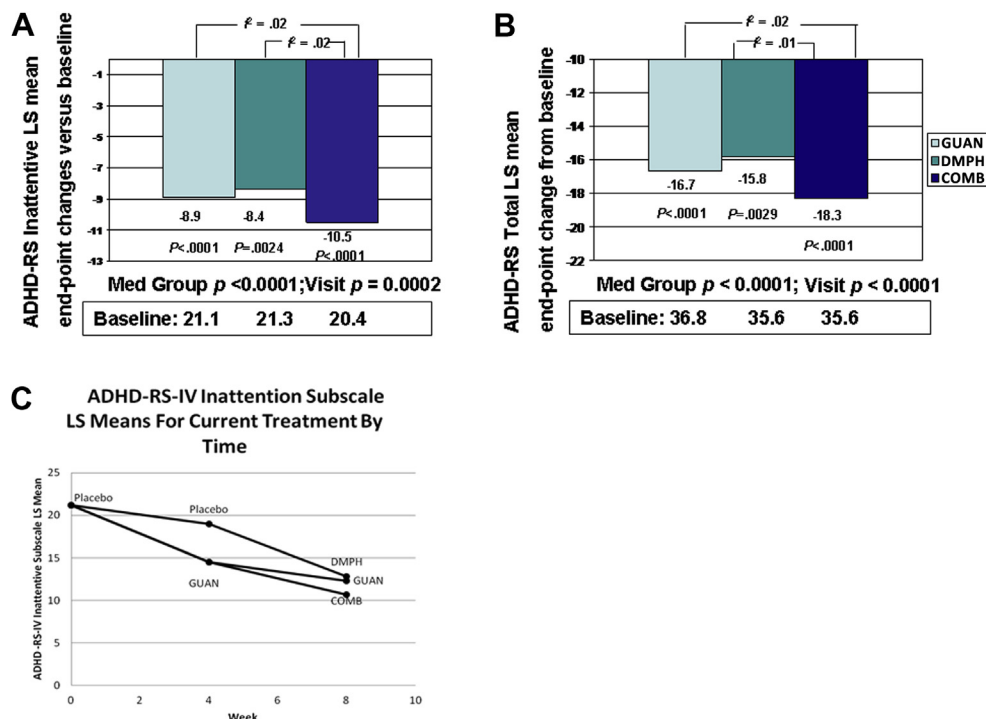 A
f² = .02
f² = .02
-1
-3
-5
-7
-9
-11
-13
ADHD-RS Inattentive LS mean
end-point changes versus baseline
-8.9
-8.4
-10.5
P<.0001
P=.0024
P<.0001
Med Group p <0.0001;Visit p = 0.0002
Baseline: 21.1 21.3 20.4
B
f² = .02
f² = .01
-10
-12
-14
-16
-18
-20
-22
ADHD-RS Total LS mean
end-point change from baseline
-16.7
-15.8
-18.3
P<.0001
P=.0029
P<.0001
GUAN
DMPH
COMB
Med Group p < 0.0001; Visit p < 0.0001
Baseline: 36.8 35.6 35.6
C
ADHD-RS-IV Inattention Subscale
LS Means For Current Treatment By
Time
ADHD-RS-IV Inattentive Subscale LS Mean
25
20
15
10
5
0
Placebo
Placebo
GUAN
DMPH
GUAN
COMB
0 2 4 6 8 10
Week